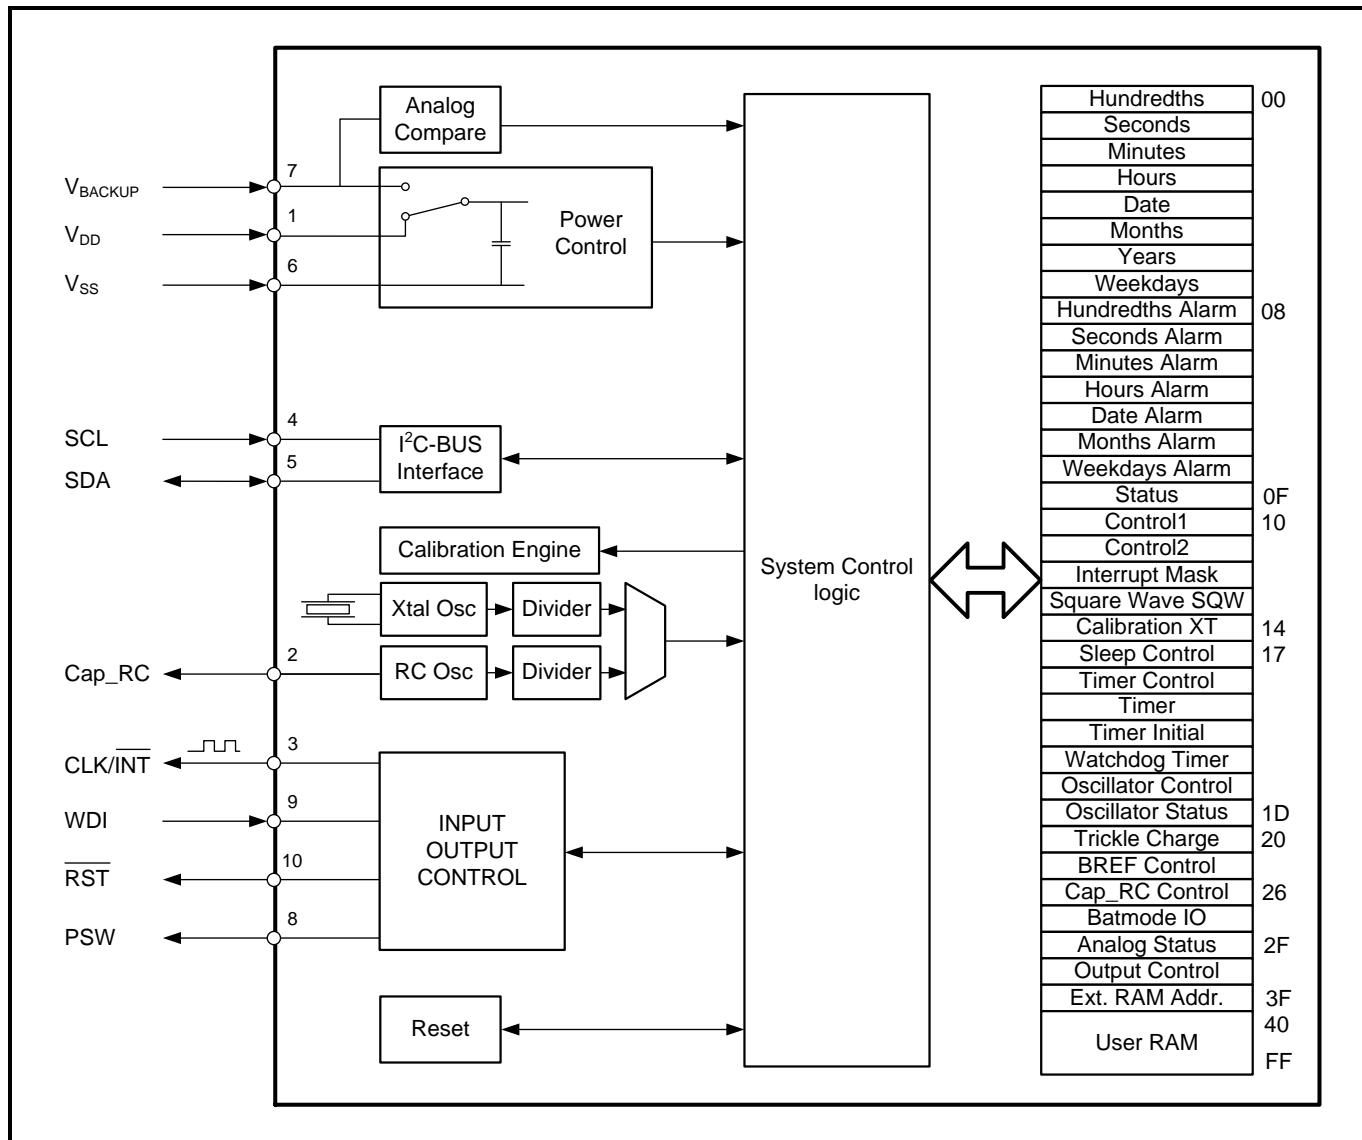 V_BACKUP
V_DD
V_SS
SCL
SDA
Cap_RC
CLK/I̅N̅T̅
WDI
R̅S̅T̅
PSW
7
1
6
4
5
2
3
9
10
8
Analog
Compare
Power
Control
I²C-BUS
Interface
Calibration Engine
Xtal Osc
Divider
RC Osc
Divider
INPUT
OUTPUT
CONTROL
Reset
System Control
logic
Hundredths 00
Seconds
Minutes
Hours
Date
Months
Years
Weekdays
Hundredths Alarm 08
Seconds Alarm
Minutes Alarm
Hours Alarm
Date Alarm
Months Alarm
Weekdays Alarm
Status 0F
Control1 10
Control2
Interrupt Mask
Square Wave SQW
Calibration XT 14
Sleep Control 17
Timer Control
Timer
Timer Initial
Watchdog Timer
Oscillator Control
Oscillator Status 1D
Trickle Charge 20
BREF Control
Cap_RC Control 26
Batmode IO
Analog Status 2F
Output Control
Ext. RAM Addr. 3F
40
User RAM
FF